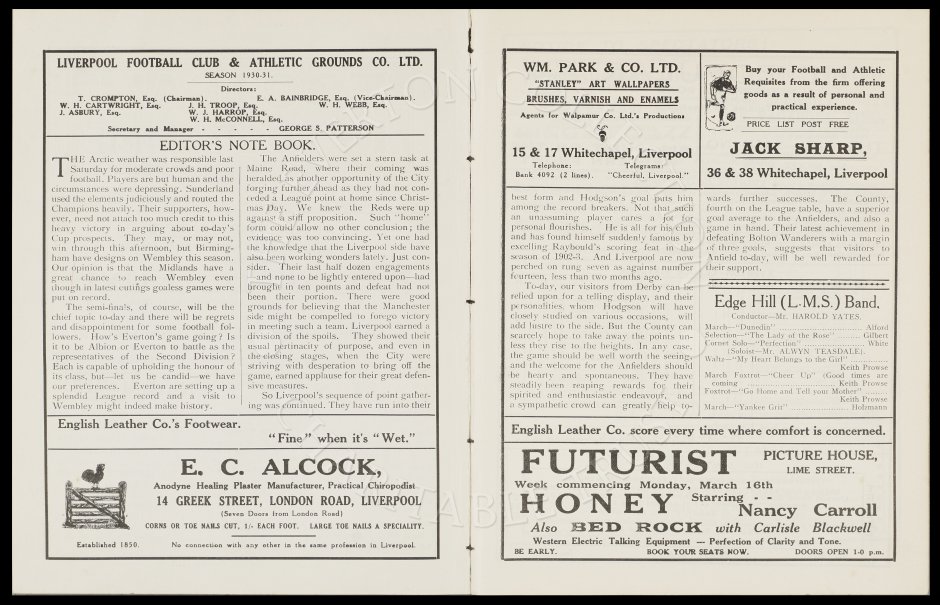 LIVERPOOL FOOTBALL CLUB & ATHLETIC GROUNDS CO. LTD.
SEASON 1930-31.
Directors:
T. CROMPTON, Esq. (Chairman). E. A. BAINBRIDGE, Esq. (Vice-Chairman).
W. H. CARTWRIGHT, Esq. J. H. TROOP, Esq. W. H. WEBB, Esq.
J. ASBURY, Esq. W. J. HARROP, Esq.
W. H. McCONNELL, Esq.
Secretary and Manager - - - - - - GEORGE S. PATTERSON
EDITOR'S NOTE BOOK.
THE Arctic weather was responsible last
Saturday for moderate crowds and poor
football. Players are but human and the
circumstances were depressing. Sunderland
used the elements judiciously and routed the
Champions heavily. Their supporters, how-
ever, need not attach too much credit to this
heavy victory in arguing about to-day's
Cup prospects. They may, or may not,
win through this afternoon, but Birming-
ham have designs on Wembley this season.
Our opinion is that the Midlands have a
great chance to reach Wembley even
though in latest cuttings goalless games were
put on record.
The semi-finals, of course, will be the
chief topic to-day and there will be regrets
and disappointment for some football fol-
lowers. How's Everton's game going? Is
it to be Albion or Everton to battle as the
representatives of the Second Division?
Each is capable of upholding the honour of
its class, but—let us be candid—we have
our preferences. Everton are setting up a
splendid League record and a visit to
Wembley might indeed make history.
The Anfielders were set a stern task at
Maine Road, where their coming was
heralded as another opportunity of the City
forging further ahead as they had not con-
ceded a League point at home since Christ-
mas Day. We knew the Reds were up
against a stiff proposition. Such "home"
form could allow no other conclusion; the
evidence was too convincing. Yet one had
the knowledge that the Liverpool side have
also been working wonders lately. Just con-
sider. Their last half dozen engagements
—and none to be lightly entered upon—had
brought in ten points and defeat had not
been their portion. There were good
grounds for believing that the Merseyside
side might be compelled to forego victory
in meeting such a team. Liverpool earned a
division of the spoils. They showed their
usual pertinacity of purpose, and even in
the closing stages, when the City were
striving with desperation to bring off the
game, earned applause for their great defen-
sive measures.
So Liverpool's sequence of point gather-
ing was continued. They have run into their
English Leather Co.'s Footwear.
"Fine" when it's "Wet."
E. C. ALCOCK,
Anodyne Healing Plaster Manufacturer, Practical Chiropodist
14 GREEK STREET, LONDON ROAD, LIVERPOOL
(Seven Doors from London Road)
CORNS OR TOE NAILS CUT, 1/- EACH FOOT. LARGE TOE NAILS A SPECIALITY.
Established 1850. No connection with any other in the same profession in Liverpool.
WM. PARK & CO. LTD.
"STANLEY" ART WALLPAPERS
BRUSHES, VARNISH AND ENAMELS
Agents for Walpamur Co. Ltd.'s Productions
15 & 17 Whitechapel, Liverpool
Telephone: Telegrams:
Bank 4092 (2 lines). "Cheerful, Liverpool."
Buy your Football and Athletic
Requisites from the firm offering
goods as a result of personal and
practical experience.
PRICE LIST POST FREE
JACK SHARP,
36 & 38 Whitechapel, Liverpool
best form and Hodgson's goal puts him
among the record breakers. Not that such
an unassuming player cares a jot for
personal flourishes. He is all for his club
and has found himself suddenly famous by
excelling Raybould's scoring feat in the
season of 1902-3. And Liverpool are now
perched on rung seven as against number
fourteen, less than two months ago.
To-day, our visitors from Derby can be
relied upon for a telling display, and their
personalities, whom Hodgson will have
closely studied on various occasions, will
add lustre to the side. But the County can
scarcely hope to take away the points un-
less they rise to the heights. In any case,
the game should be well worth the seeing
and the welcome for the Anfielders should
be hearty and spontaneous. They have
steadily been reaping rewards for their
spirited and enthusiastic endeavour, and
a sympathetic crowd can greatly help to-
wards further successes. The County,
fourth on the League table, have a superior
goal average to the Anfielders, and also a
game in hand. Their latest achievement in
defeating Bolton Wanderers with a margin
of three goals, suggests that visitors to
Anfield to-day, will be well rewarded for
their support.
Edge Hill (L.M.S.) Band.
Conductor—Mr. HAROLD YATES.
March—"Dunedin" Alford
Selection—"The Lady of the Rose" Gilbert
Cornet Solo—"Perfection" White
(Soloist—Mr. ALWYN TEASDALE).
Waltz—"My Heart Belongs to the Girl"
Keith Prowse
March Foxtrot—"Cheer Up" (Good times are
coming Keith Prowse
Foxtrot—"Go Home and Tell your Mother"
Keith Prowse
March—"Yankee Grit" Holzmann
English Leather Co. score every time where comfort is concerned.
FUTURIST PICTURE HOUSE,
LIME STREET.
Week commencing Monday, March 16th
HONEY Starring - -
Nancy Carroll
Also BED ROCK with Carlisle Blackwell
Western Electric Talking Equipment — Perfection of Clarity and Tone.
BE EARLY. BOOK YOUR SEATS NOW. DOORS OPEN 1-0 p.m.